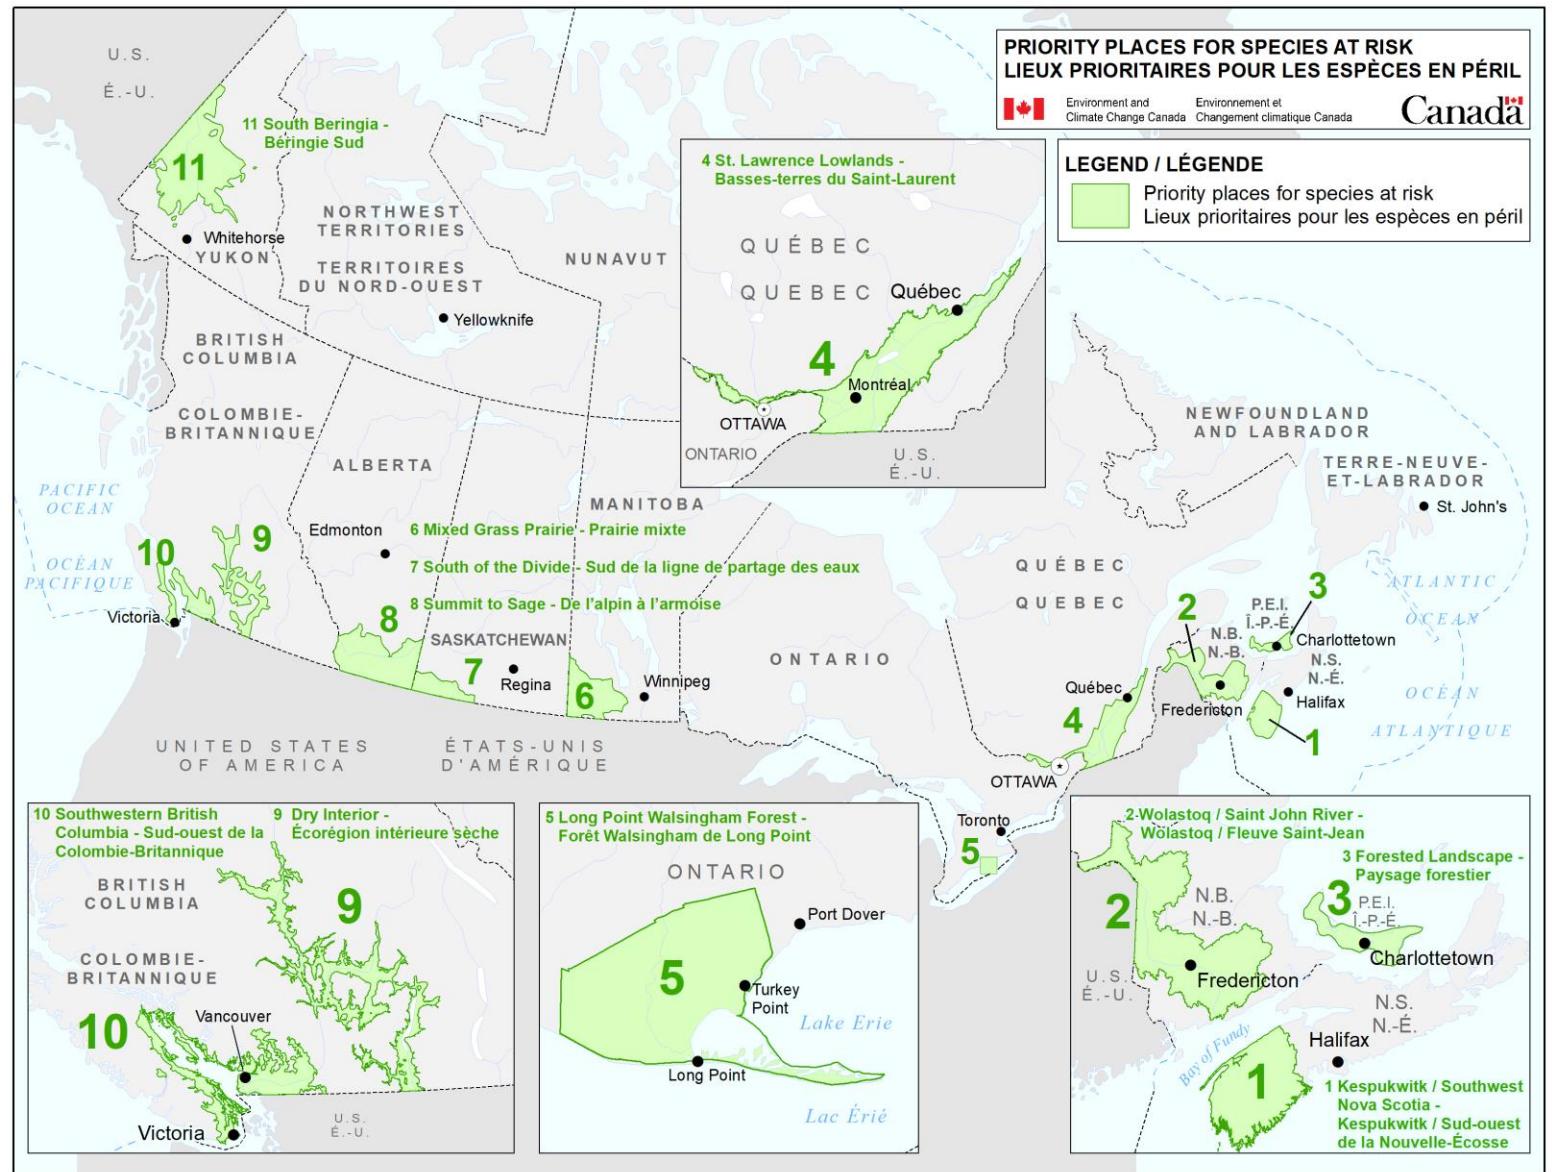 PRIORITY PLACES FOR SPECIES AT RISK
LIEUX PRIORITAIRES POUR LES ESPÈCES EN PÉRIL
Environment and
Climate Change Canada
Environnement et
Changement climatique Canada
Canada
LEGEND / LÉGENDE
Priority places for species at risk
Lieux prioritaires pour les espèces en péril
U.S.
É.-U.
11 South Beringia -
Béringie Sud
11
Whitehorse
YUKON
NORTHWEST
TERRITORIES
TERRITOIRES
DU NORD-OUEST
NUNAVUT
Yellowknife
BRITISH
COLUMBIA
COLOMBIE-
BRITANNIQUE
ALBERTA
MANITOBA
PACIFIC
OCEAN
OCÉAN
PACIFIQUE
Edmonton
6 Mixed Grass Prairie - Prairie mixte
7 South of the Divide - Sud de la ligne de partage des eaux
8 Summit to Sage - De l'alpin à l'armoise
10
9
Victoria
8
SASKATCHEWAN
7
Regina
6
Winnipeg
ONTARIO
UNITED STATES
OF AMERICA
ÉTATS-UNIS
D'AMÉRIQUE
4 St. Lawrence Lowlands -
Basses-terres du Saint-Laurent
QUÉBEC
QUEBEC
Québec
4
Montréal
OTTAWA
ONTARIO
U.S.
É.-U.
NEWFOUNDLAND
AND LABRADOR
TERRE-NEUVE-
ET-LABRADOR
St. John's
QUÉBEC
QUEBEC
ATLANTIC
OCEAN
OCÉAN
ATLANTIQUE
2
3
P.E.I.
Î.-P.-É.
N.B.
N.-B.
Charlottetown
N.S.
N.-É.
Halifax
Fredericton
1
Québec
4
OTTAWA
Toronto
5
10 Southwestern British
Columbia - Sud-ouest de la
Colombie-Britannique
9 Dry Interior -
Écorégion intérieure sèche
BRITISH
COLUMBIA
COLOMBIE-
BRITANNIQUE
9
10
Vancouver
Victoria
U.S.
É.-U.
5 Long Point Walsingham Forest -
Forêt Walsingham de Long Point
ONTARIO
Port Dover
5
Turkey
Point
Lake Erie
Long Point
Lac Érié
2 Wolastoq / Saint John River -
Wolastoq / Fleuve Saint-Jean
3 Forested Landscape -
Paysage forestier
2
N.B.
N.-B.
3
P.E.I.
Î.-P.-É.
Charlottetown
Fredericton
U.S.
É.-U.
N.S.
N.-É.
Halifax
Bay of Fundy
1
1 Kespukwitk / Southwest
Nova Scotia -
Kespukwitk / Sud-ouest
de la Nouvelle-Écosse